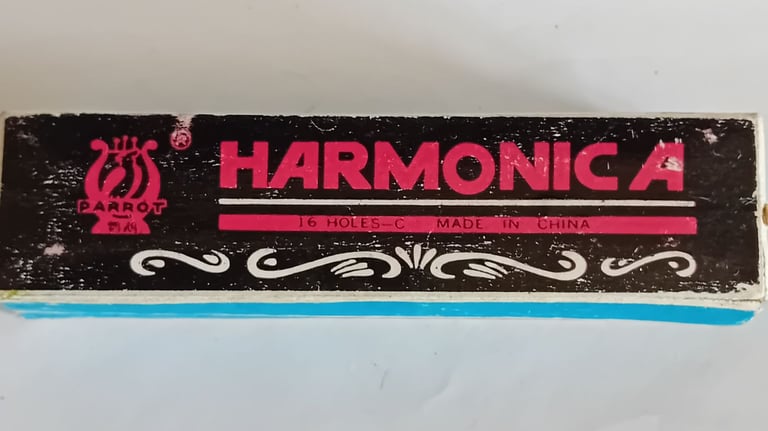 ®
HARMONICA
PARROT
16 HOLES-C MADE IN CHINA